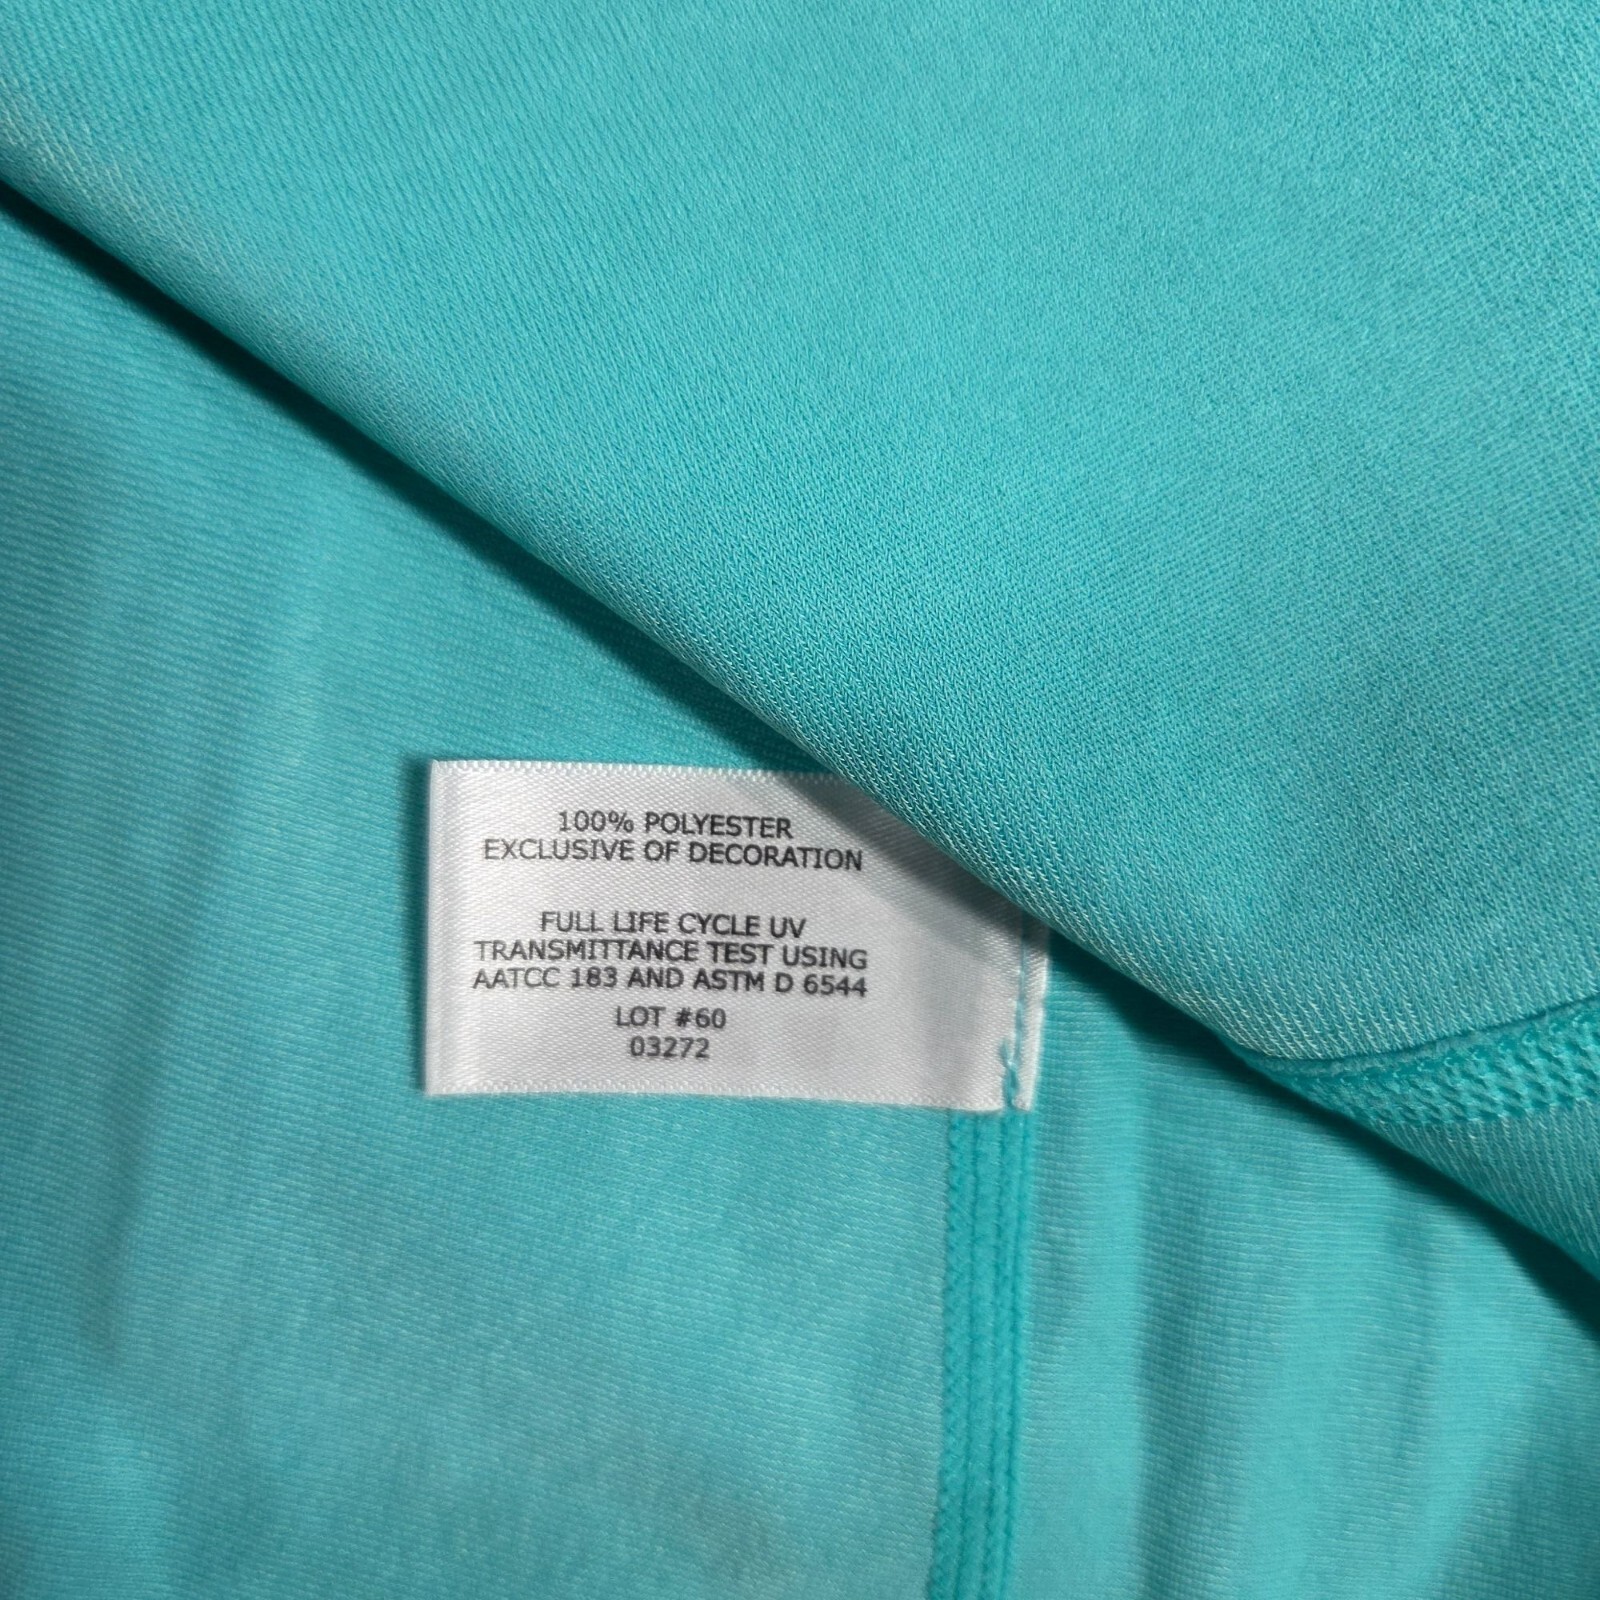 100% POLYESTER
EXCLUSIVE OF DECORATION
FULL LIFE CYCLE UV
TRANSMITTANCE TEST USING
AATCC 183 AND ASTM D 6544
LOT #60
03272